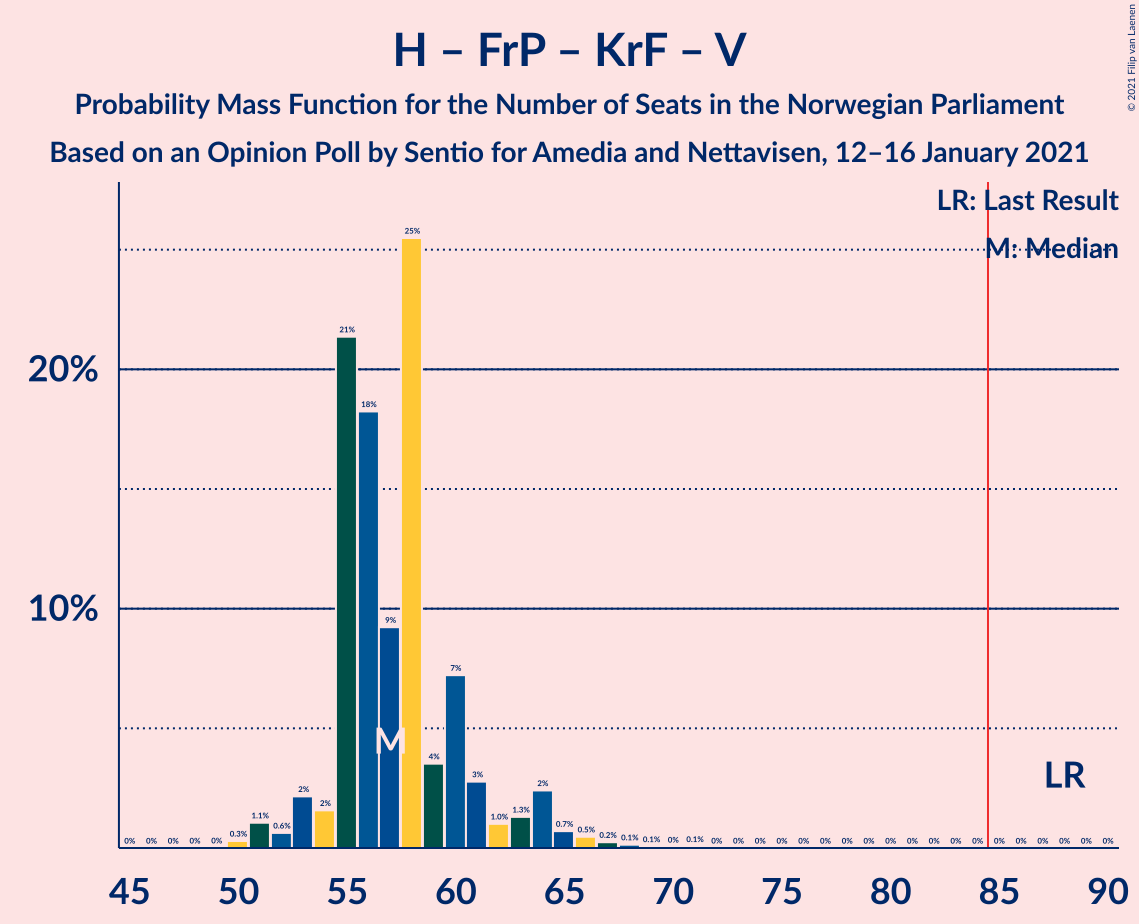 H – FrP – KrF – V
Probability Mass Function for the Number of Seats in the Norwegian Parliament
Based on an Opinion Poll by Sentio for Amedia and Nettavisen, 12–16 January 2021
© 2021 Filip van Laenen
LR: Last Result
M: Median
20%
10%
0% 0% 0% 0% 0% 0.3% 1.1% 0.6% 2% 2% 21% 18% 9% 25% 4% 7% 3% 1.0% 1.3% 2% 0.7% 0.5% 0.2% 0.1% 0.1% 0% 0.1% 0% 0% 0% 0% 0% 0% 0% 0% 0% 0% 0% 0% 0% 0% 0% 0% 0% 0% 0%
M
LR
45 50 55 60 65 70 75 80 85 90